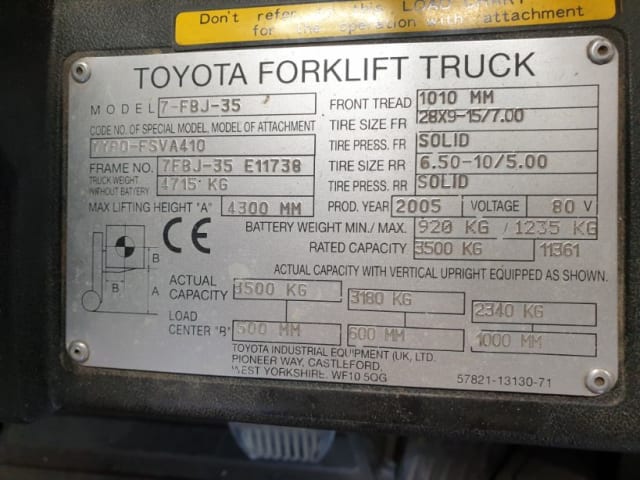 Don't refer to this LOAD CHART
for the operation with attachment
TOYOTA FORKLIFT TRUCK
MODEL 7-FBJ-35
CODE NO. OF SPECIAL MODEL. MODEL OF ATTACHMENT
-FSVA410
FRAME NO. 7FBJ-35 E11738
TRUCK WEIGHT WITHOUT BATTERY 4715 KG
MAX LIFTING HEIGHT "A" 4300 MM
FRONT TREAD 1010 MM
TIRE SIZE FR 28X9-15/7.00
TIRE PRESS. FR SOLID
TIRE SIZE RR 6.50-10/5.00
TIRE PRESS. RR SOLID
PROD. YEAR 2005 VOLTAGE 80 V
BATTERY WEIGHT MIN./ MAX. 920 KG / 1235 KG
RATED CAPACITY 3500 KG 11361
CE
B
B
A
ACTUAL CAPACITY WITH VERTICAL UPRIGHT EQUIPPED AS SHOWN.
ACTUAL CAPACITY 3500 KG 3180 KG 2340 KG
LOAD CENTER "B" 500 MM 600 MM 1000 MM
TOYOTA INDUSTRIAL EQUIPMENT (UK, LTD.
PIONEER WAY, CASTLEFORD,
WEST YORKSHIRE. WF10 5QG
57821-13130-71